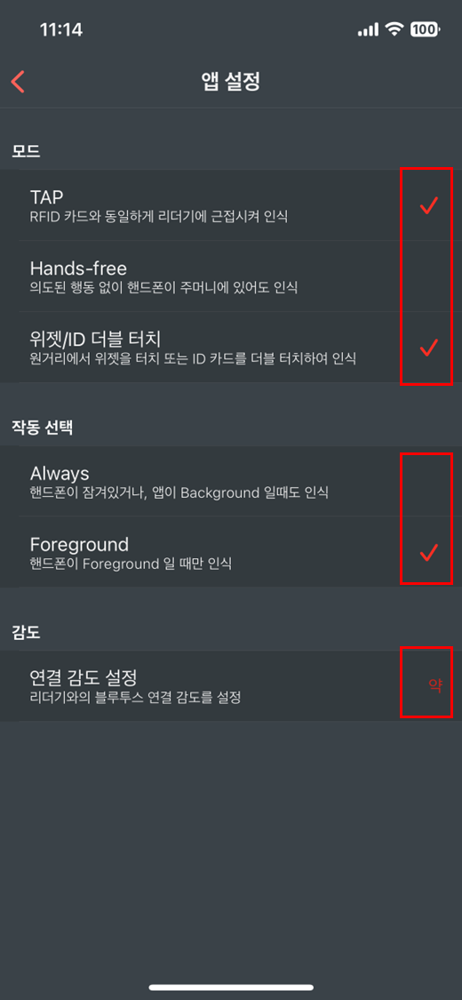 11:14
100
앱 설정
모드
TAP
RFID 카드와 동일하게 리더기에 근접시켜 인식
Hands-free
의도된 행동 없이 핸드폰이 주머니에 있어도 인식
위젯/ID 더블 터치
원거리에서 위젯을 터치 또는 ID 카드를 더블 터치하여 인식
작동 선택
Always
핸드폰이 잠겨있거나, 앱이 Background 일때도 인식
Foreground
핸드폰이 Foreground 일 때만 인식
감도
연결 감도 설정
약
리더기와의 블루투스 연결 감도를 설정